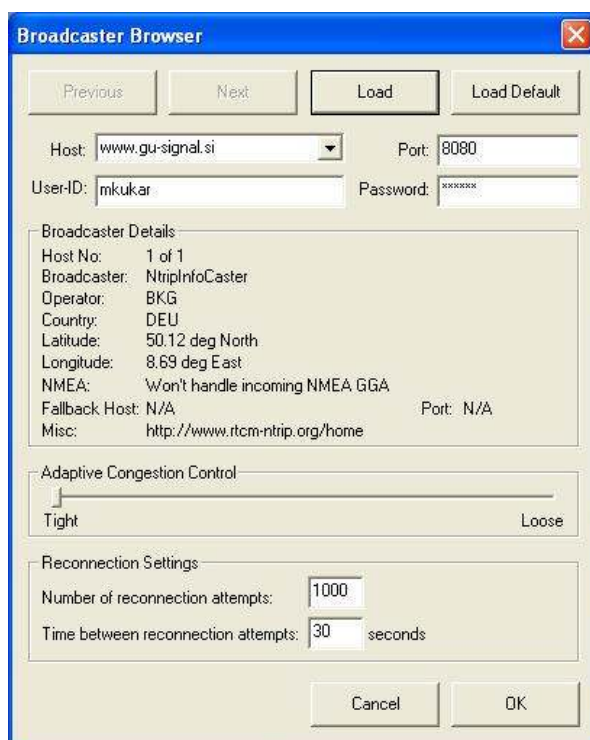 Broadcaster Browser
Previous Next Load Load Default
Host: www.gu-signal.si Port: 8080
User-ID: mkukar Password: ******
Broadcaster Details
Host No: 1 of 1
Broadcaster: NtripInfoCaster
Operator: BKG
Country: DEU
Latitude: 50.12 deg North
Longitude: 8.69 deg East
NMEA: Won't handle incoming NMEA GGA
Fallback Host: N/A Port: N/A
Misc: http://www.rtcm-ntrip.org/home
Adaptive Congestion Control
Tight Loose
Reconnection Settings
Number of reconnection attempts: 1000
Time between reconnection attempts: 30 seconds
Cancel OK